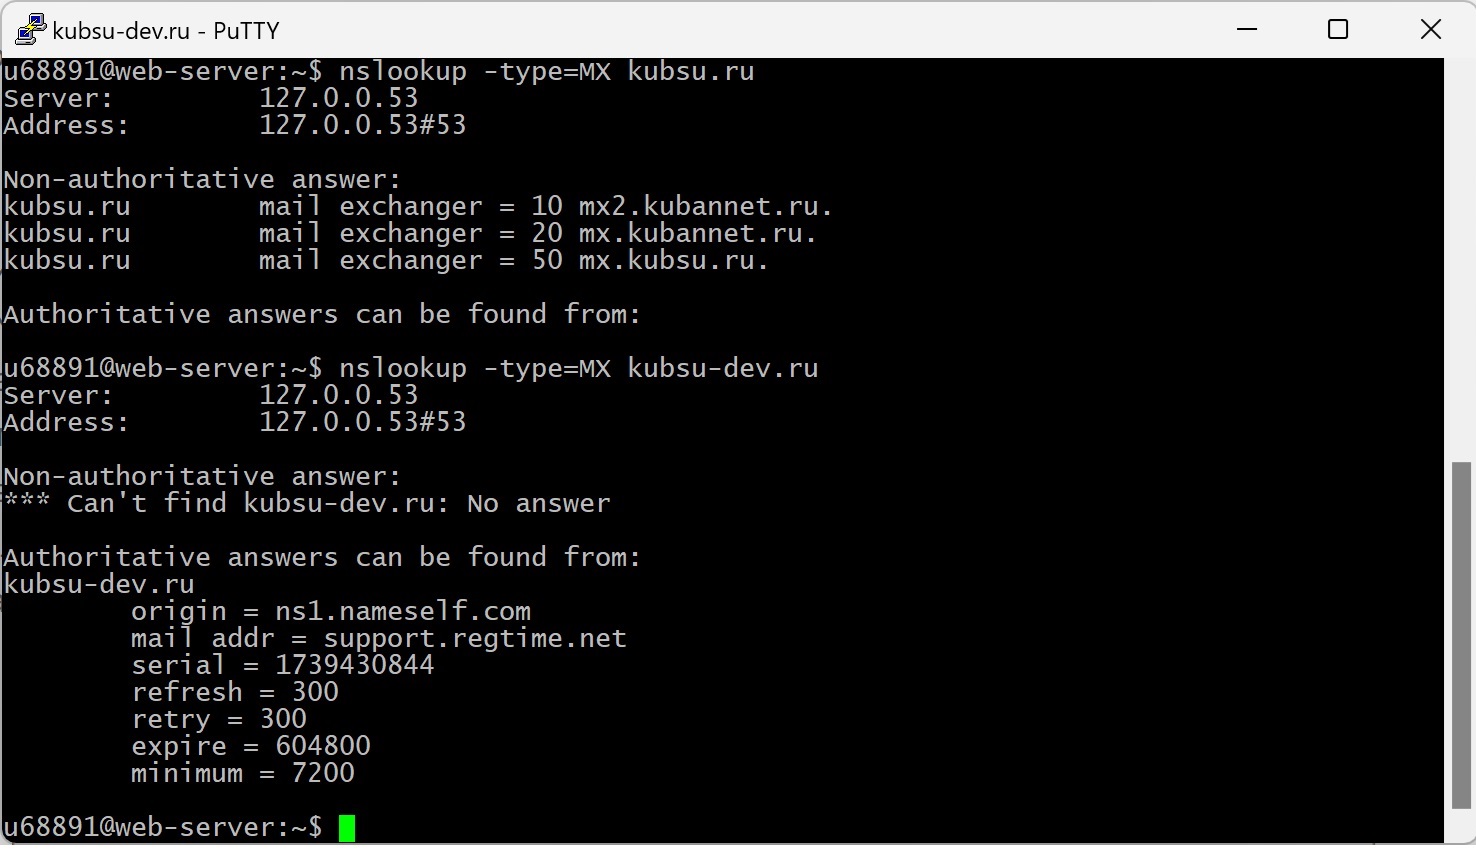 kubsu-dev.ru - PuTTY
u68891@web-server:~$ nslookup -type=MX kubsu.ru
Server:         127.0.0.53
Address:        127.0.0.53#53

Non-authoritative answer:
kubsu.ru        mail exchanger = 10 mx2.kubannet.ru.
kubsu.ru        mail exchanger = 20 mx.kubannet.ru.
kubsu.ru        mail exchanger = 50 mx.kubsu.ru.

Authoritative answers can be found from:

u68891@web-server:~$ nslookup -type=MX kubsu-dev.ru
Server:         127.0.0.53
Address:        127.0.0.53#53

Non-authoritative answer:
*** Can't find kubsu-dev.ru: No answer

Authoritative answers can be found from:
kubsu-dev.ru
        origin = ns1.nameself.com
        mail addr = support.regtime.net
        serial = 1739430844
        refresh = 300
        retry = 300
        expire = 604800
        minimum = 7200

u68891@web-server:~$